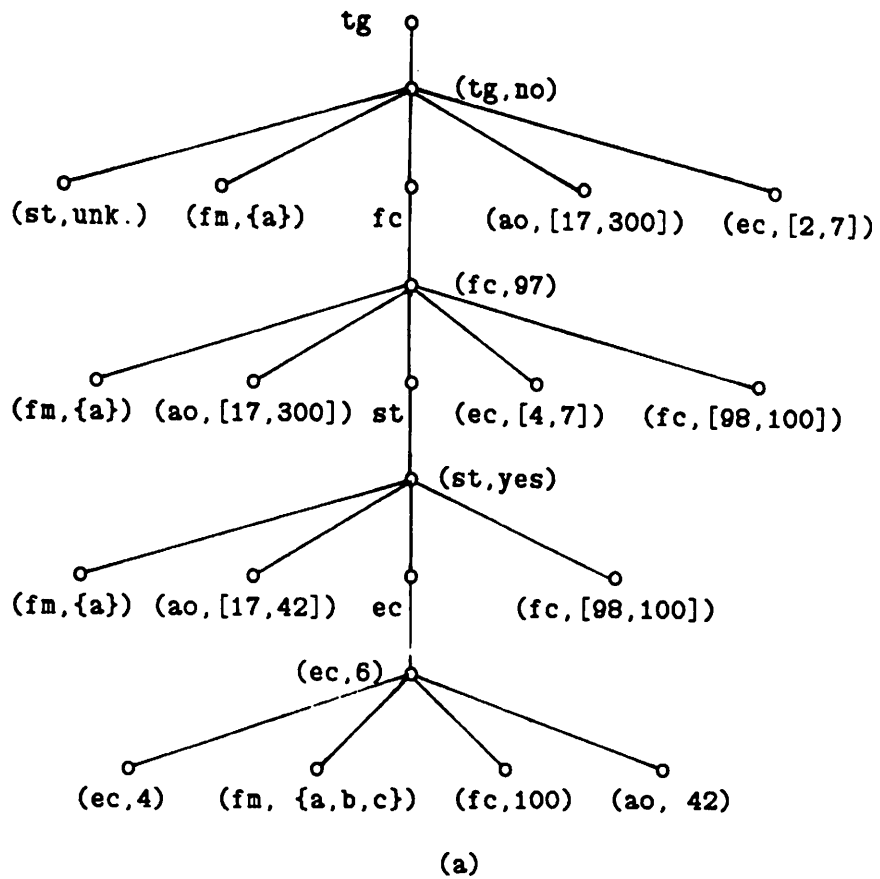 tg
(tg,no)
(st,unk.) (fm,{a}) fc (ao,[17,300]) (ec,[2,7])
(fc,97)
(fm,{a}) (ao,[17,300]) st (ec,[4,7]) (fc,[98,100])
(st,yes)
(fm,{a}) (ao,[17,42]) ec (fc,[98,100])
(ec,6)
(ec,4) (fm, {a,b,c}) (fc,100) (ao, 42)
(a)